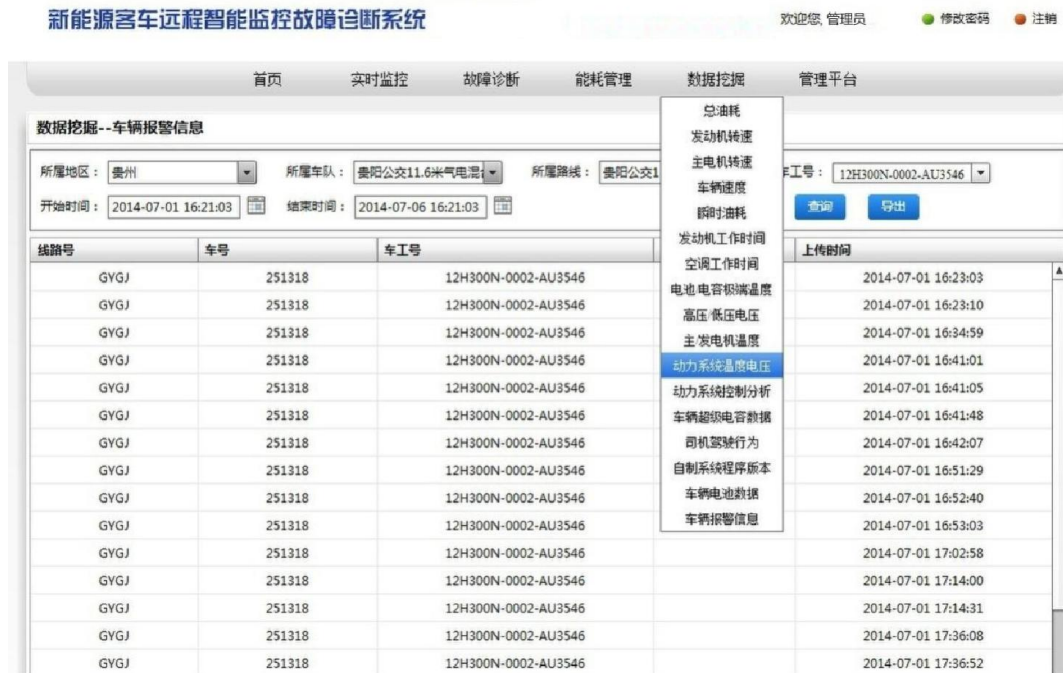 新能源客车远程智能监控故障诊断系统
欢迎您, 管理员 修改密码 注销
首页 实时监控 故障诊断 能耗管理 数据挖掘 管理平台
数据挖掘--车辆报警信息
总油耗
发动机转速
主电机转速
车辆速度
瞬时油耗
发动机工作时间
空调工作时间
电池/电容极端温度
高压/低压电压
主/发电机温度
动力系统温度电压
动力系统控制分析
车辆超级电容数据
司机驾驶行为
自制系统程序版本
车辆电池数据
车辆报警信息
所属地区： 贵州 所属车队： 贵阳公交11.6米气电混 所属路线： 贵阳公交1 工号： 12H300N-0002-AU3546
开始时间： 2014-07-01 16:21:03 结束时间： 2014-07-06 16:21:03 查询 导出
线路号 车号 车工号 上传时间
GYGJ 251318 12H300N-0002-AU3546 2014-07-01 16:23:03
GYGJ 251318 12H300N-0002-AU3546 2014-07-01 16:23:10
GYGJ 251318 12H300N-0002-AU3546 2014-07-01 16:34:59
GYGJ 251318 12H300N-0002-AU3546 2014-07-01 16:41:01
GYGJ 251318 12H300N-0002-AU3546 2014-07-01 16:41:05
GYGJ 251318 12H300N-0002-AU3546 2014-07-01 16:41:48
GYGJ 251318 12H300N-0002-AU3546 2014-07-01 16:42:07
GYGJ 251318 12H300N-0002-AU3546 2014-07-01 16:51:29
GYGJ 251318 12H300N-0002-AU3546 2014-07-01 16:52:40
GYGJ 251318 12H300N-0002-AU3546 2014-07-01 16:53:03
GYGJ 251318 12H300N-0002-AU3546 2014-07-01 17:02:58
GYGJ 251318 12H300N-0002-AU3546 2014-07-01 17:14:00
GYGJ 251318 12H300N-0002-AU3546 2014-07-01 17:14:31
GYGJ 251318 12H300N-0002-AU3546 2014-07-01 17:36:08
GYGJ 251318 12H300N-0002-AU3546 2014-07-01 17:36:52